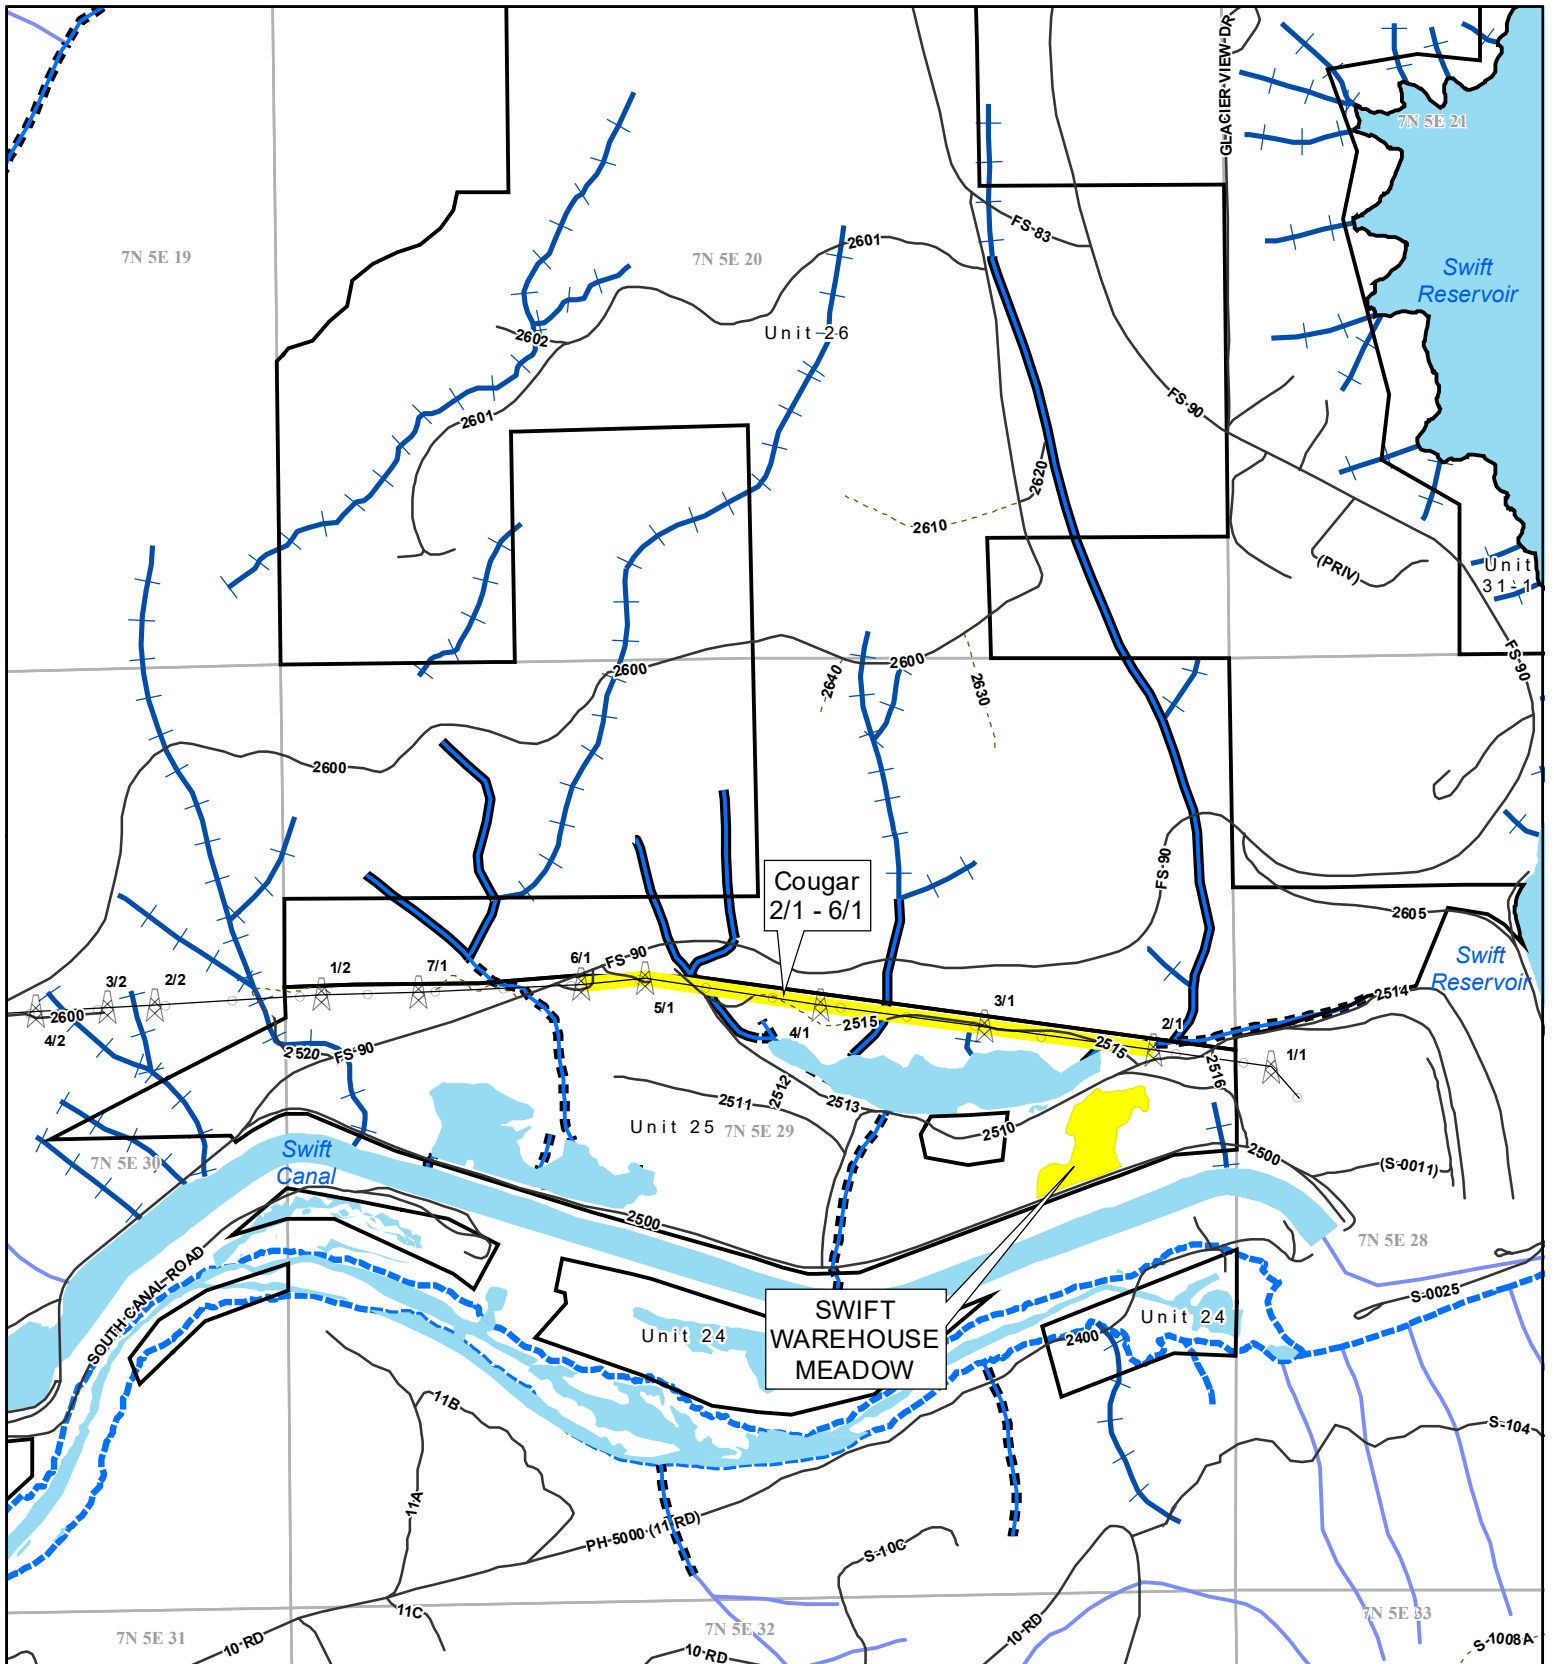 GLACIER-VIEW-DR
7N 5E 21
FS-83
2601
7N 5E 19
7N 5E 20
Swift
Reservoir
Unit 26
2602
FS-90
2601
2620
2610
(PRIV)
Unit
31-1
2600
2640
2600
2630
FS-90
2600
Cougar
2/1 - 6/1
FS-90
2605
6/1
FS-90
7/1
1/2
2/2
3/2
Swift
Reservoir
2514
5/1
3/1
2600
4/2
4/1
2515
2/1
2515
2520
FS-90
2516
1/1
2512
2511
2513
Unit 25
7N 5E 29
2510
7N 5E 30
Swift
Canal
2500
(S-0011)
2500
7N 5E 28
SOUTH-CANAL-ROAD
S-0025
SWIFT
WAREHOUSE
MEADOW
Unit 24
Unit 24
2400
11B
S-104
11A
PH-5000 (11 RD)
S-10C
11C
7N 5E 31
10-RD
7N 5E 32
10-RD
10-RD
7N 5E 33
S-1008A